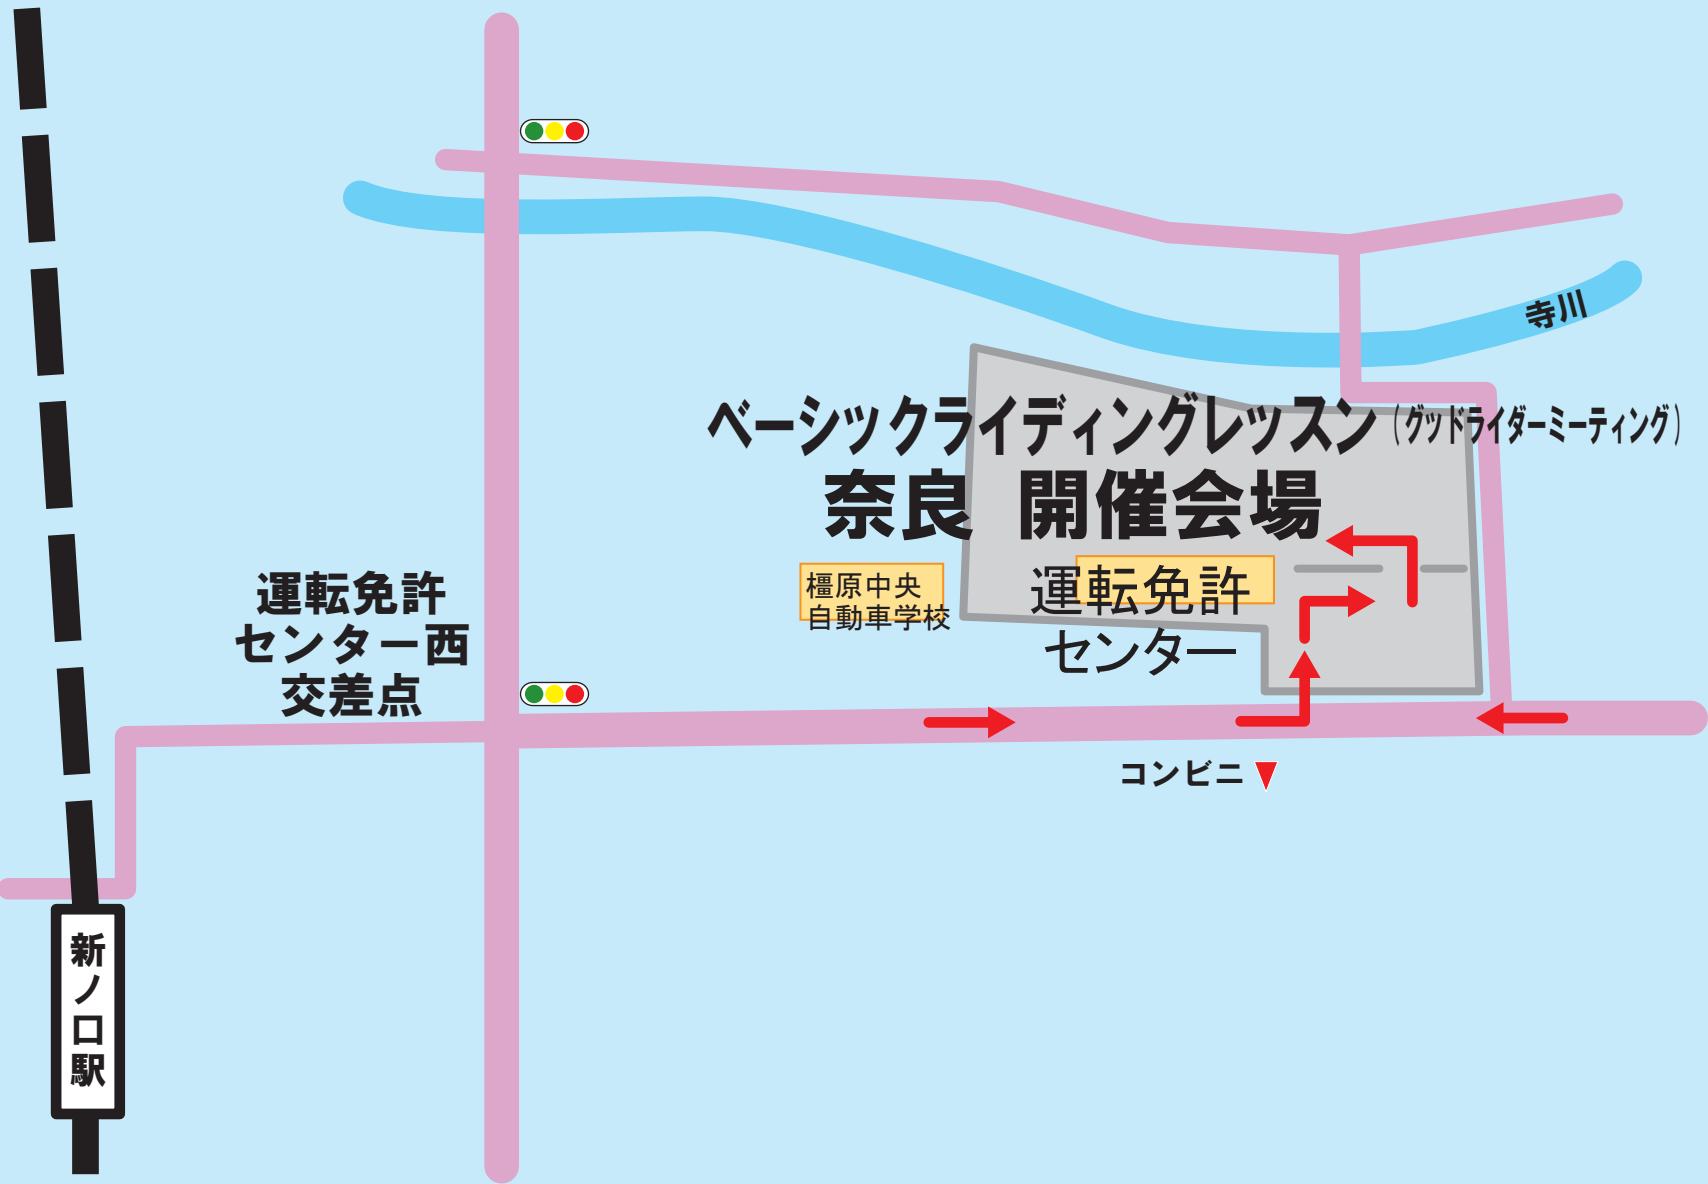 寺川
ベーシックライディングレッスン（グッドライダーミーティング）
奈良 開催会場
橿原中央
自動車学校
運転免許
センター
運転免許
センター西
交差点
コンビニ
新ノ口駅